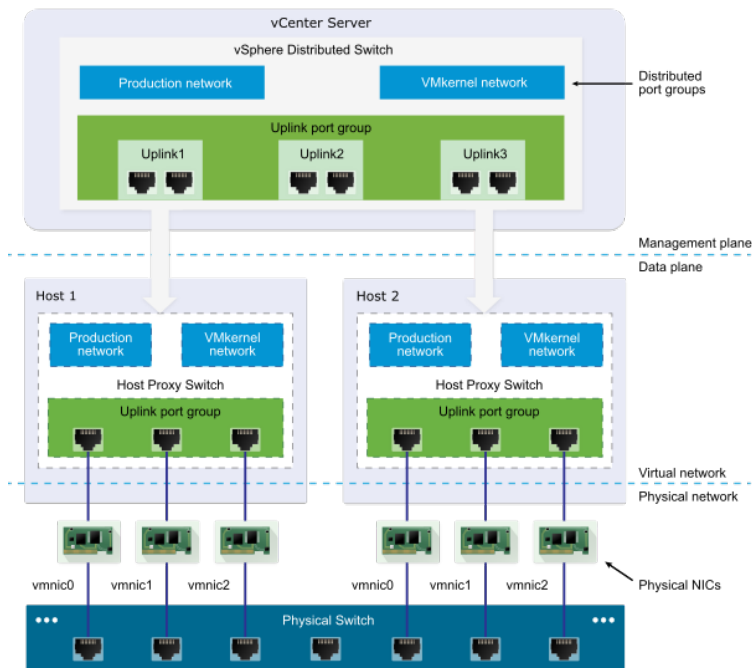 vCenter Server
vSphere Distributed Switch
Production network
VMkernel network
Distributed
port groups
Uplink port group
Uplink1
Uplink2
Uplink3
Management plane
Data plane
Host 1
Host 2
Production
network
VMkernel
network
Production
network
VMkernel
network
Host Proxy Switch
Host Proxy Switch
Uplink port group
Uplink port group
Virtual network
Physical network
vmnic0
vmnic1
vmnic2
vmnic0
vmnic1
vmnic2
Physical NICs
••• Physical Switch •••